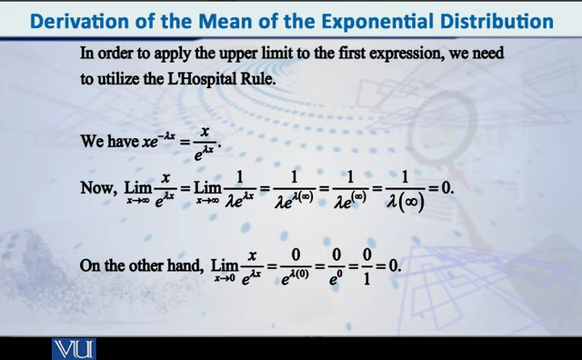 Derivation of the Mean of the Exponential Distribution
In order to apply the upper limit to the first expression, we need
to utilize the L'Hospital Rule.
We have xe^{-λx} = x/e^{λx}.
Now, Lim_{x→∞} x/e^{λx} = Lim_{x→∞} 1/λe^{λx} = 1/λe^{λ(∞)} = 1/λe^{(∞)} = 1/λ(∞) = 0.
On the other hand, Lim_{x→0} x/e^{λx} = 0/e^{λ(0)} = 0/e^0 = 0/1 = 0.
VU